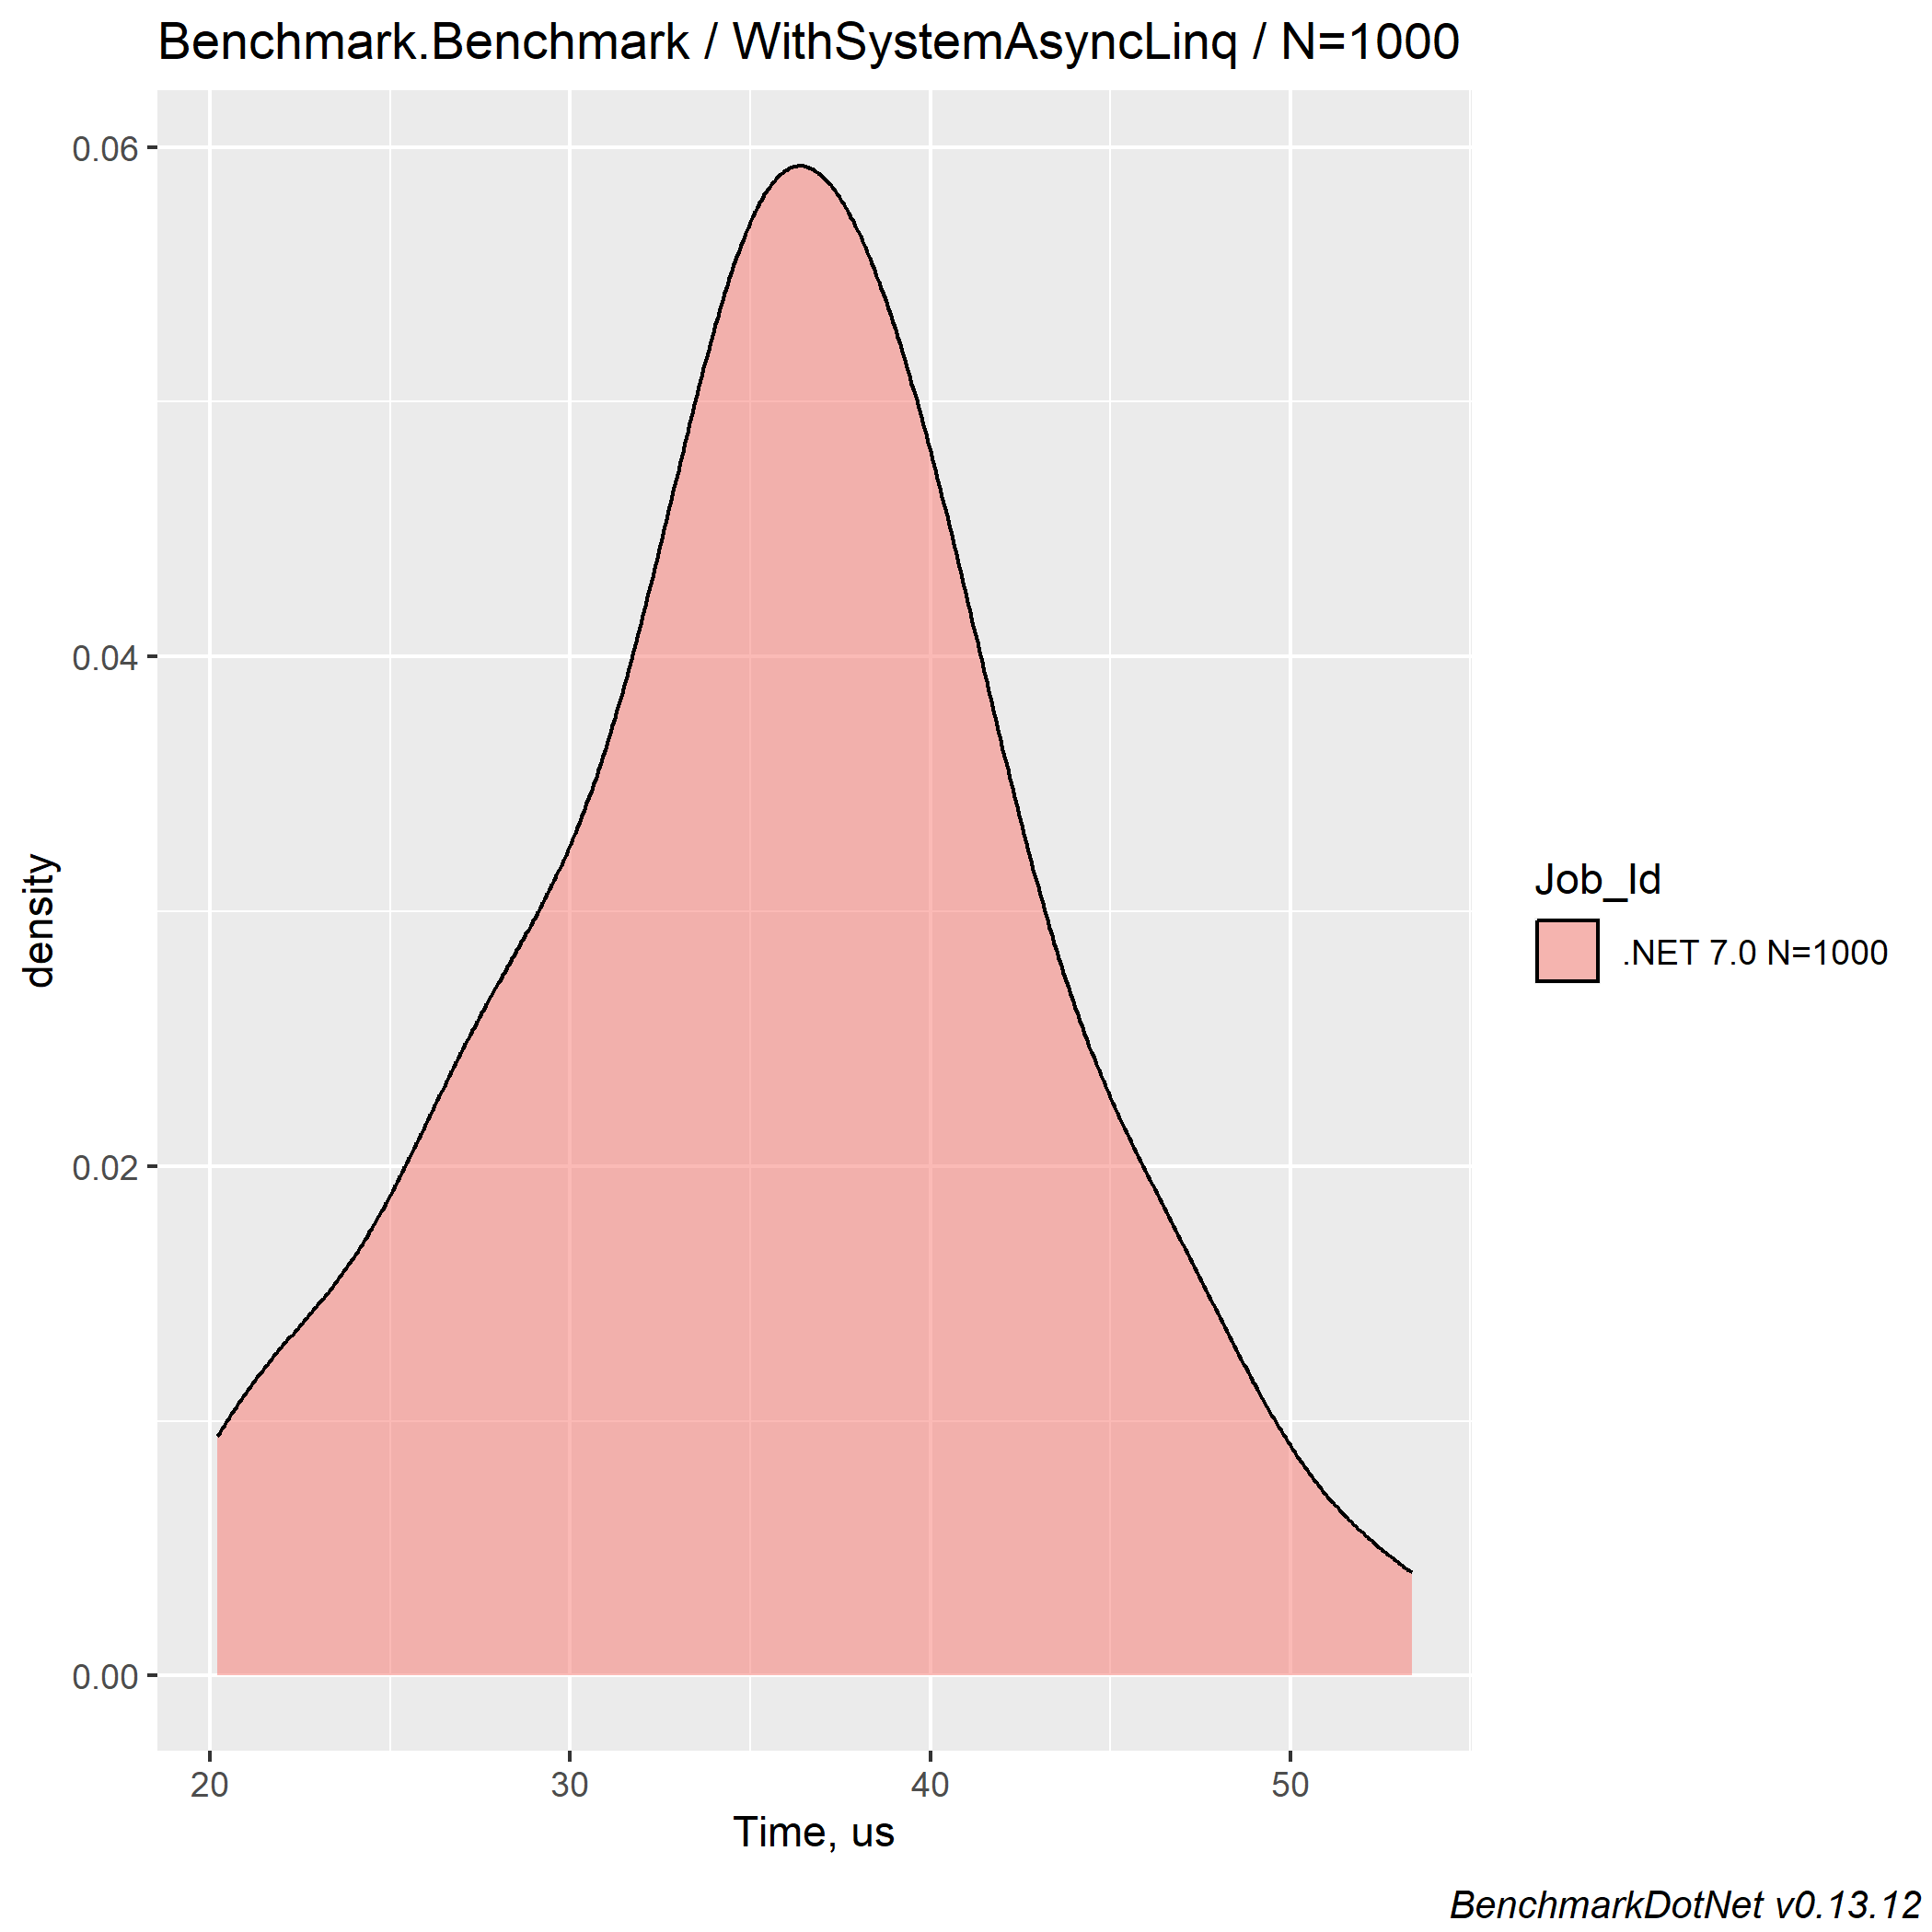 Benchmark.Benchmark / WithSystemAsyncLinq / N=1000
0.06
0.04
0.02
0.00
density
20 30 40 50
Time, us
Job_Id
.NET 7.0 N=1000
BenchmarkDotNet v0.13.12